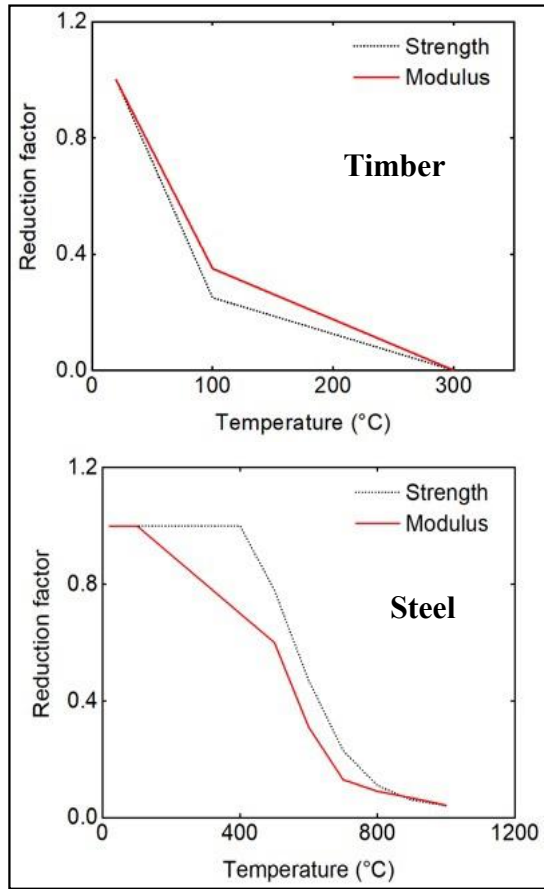 1.2
Strength
Modulus
0.8
Timber
Reduction factor
0.4
0.0
0 100 200 300
Temperature (°C)
1.2
Strength
Modulus
0.8
Steel
Reduction factor
0.4
0.0
0 400 800 1200
Temperature (°C)